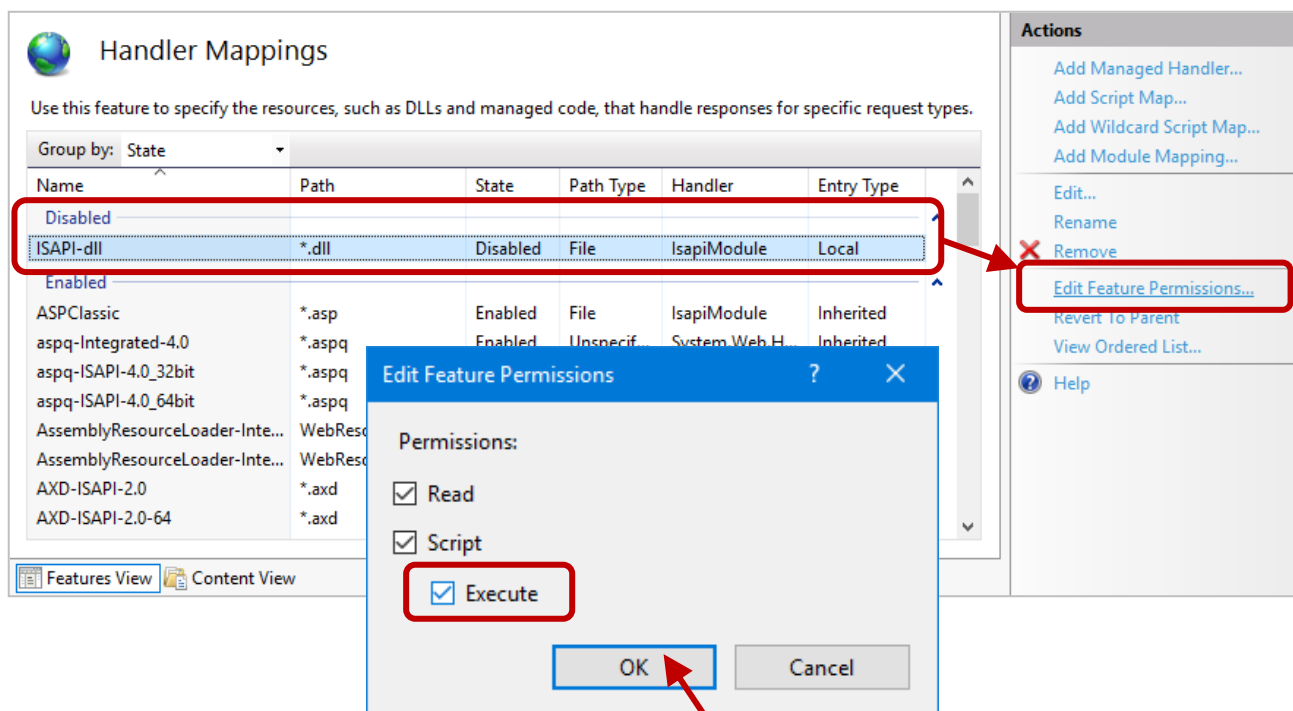 Handler Mappings
Use this feature to specify the resources, such as DLLs and managed code, that handle responses for specific request types.
Group by: State
Name Path State Path Type Handler Entry Type
Disabled
ISAPI-dll *.dll Disabled File IsapiModule Local
Enabled
ASPClassic *.asp Enabled File IsapiModule Inherited
aspq-Integrated-4.0 *.aspq Enabled Unspecif... System.Web.H... Inherited
aspq-ISAPI-4.0_32bit *.aspq
aspq-ISAPI-4.0_64bit *.aspq
AssemblyResourceLoader-Inte... WebReso
AssemblyResourceLoader-Inte... WebReso
AXD-ISAPI-2.0 *.axd
AXD-ISAPI-2.0-64 *.axd
Features View Content View
Edit Feature Permissions ?
Permissions:
Read
Script
Execute
OK Cancel
Actions
Add Managed Handler...
Add Script Map...
Add Wildcard Script Map...
Add Module Mapping...
Edit...
Rename
Remove
Edit Feature Permissions...
Revert To Parent
View Ordered List...
? Help